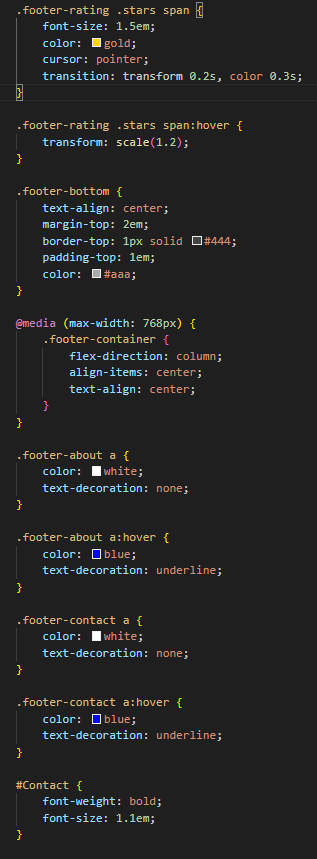 .footer-rating .stars span {
    font-size: 1.5em;
    color: gold;
    cursor: pointer;
    transition: transform 0.2s, color 0.3s;
}

.footer-rating .stars span:hover {
    transform: scale(1.2);
}

.footer-bottom {
    text-align: center;
    margin-top: 2em;
    border-top: 1px solid #444;
    padding-top: 1em;
    color: #aaa;
}

@media (max-width: 768px) {
    .footer-container {
        flex-direction: column;
        align-items: center;
        text-align: center;
    }
}

.footer-about a {
    color: white;
    text-decoration: none;
}

.footer-about a:hover {
    color: blue;
    text-decoration: underline;
}

.footer-contact a {
    color: white;
    text-decoration: none;
}

.footer-contact a:hover {
    color: blue;
    text-decoration: underline;
}

#Contact {
    font-weight: bold;
    font-size: 1.1em;
}